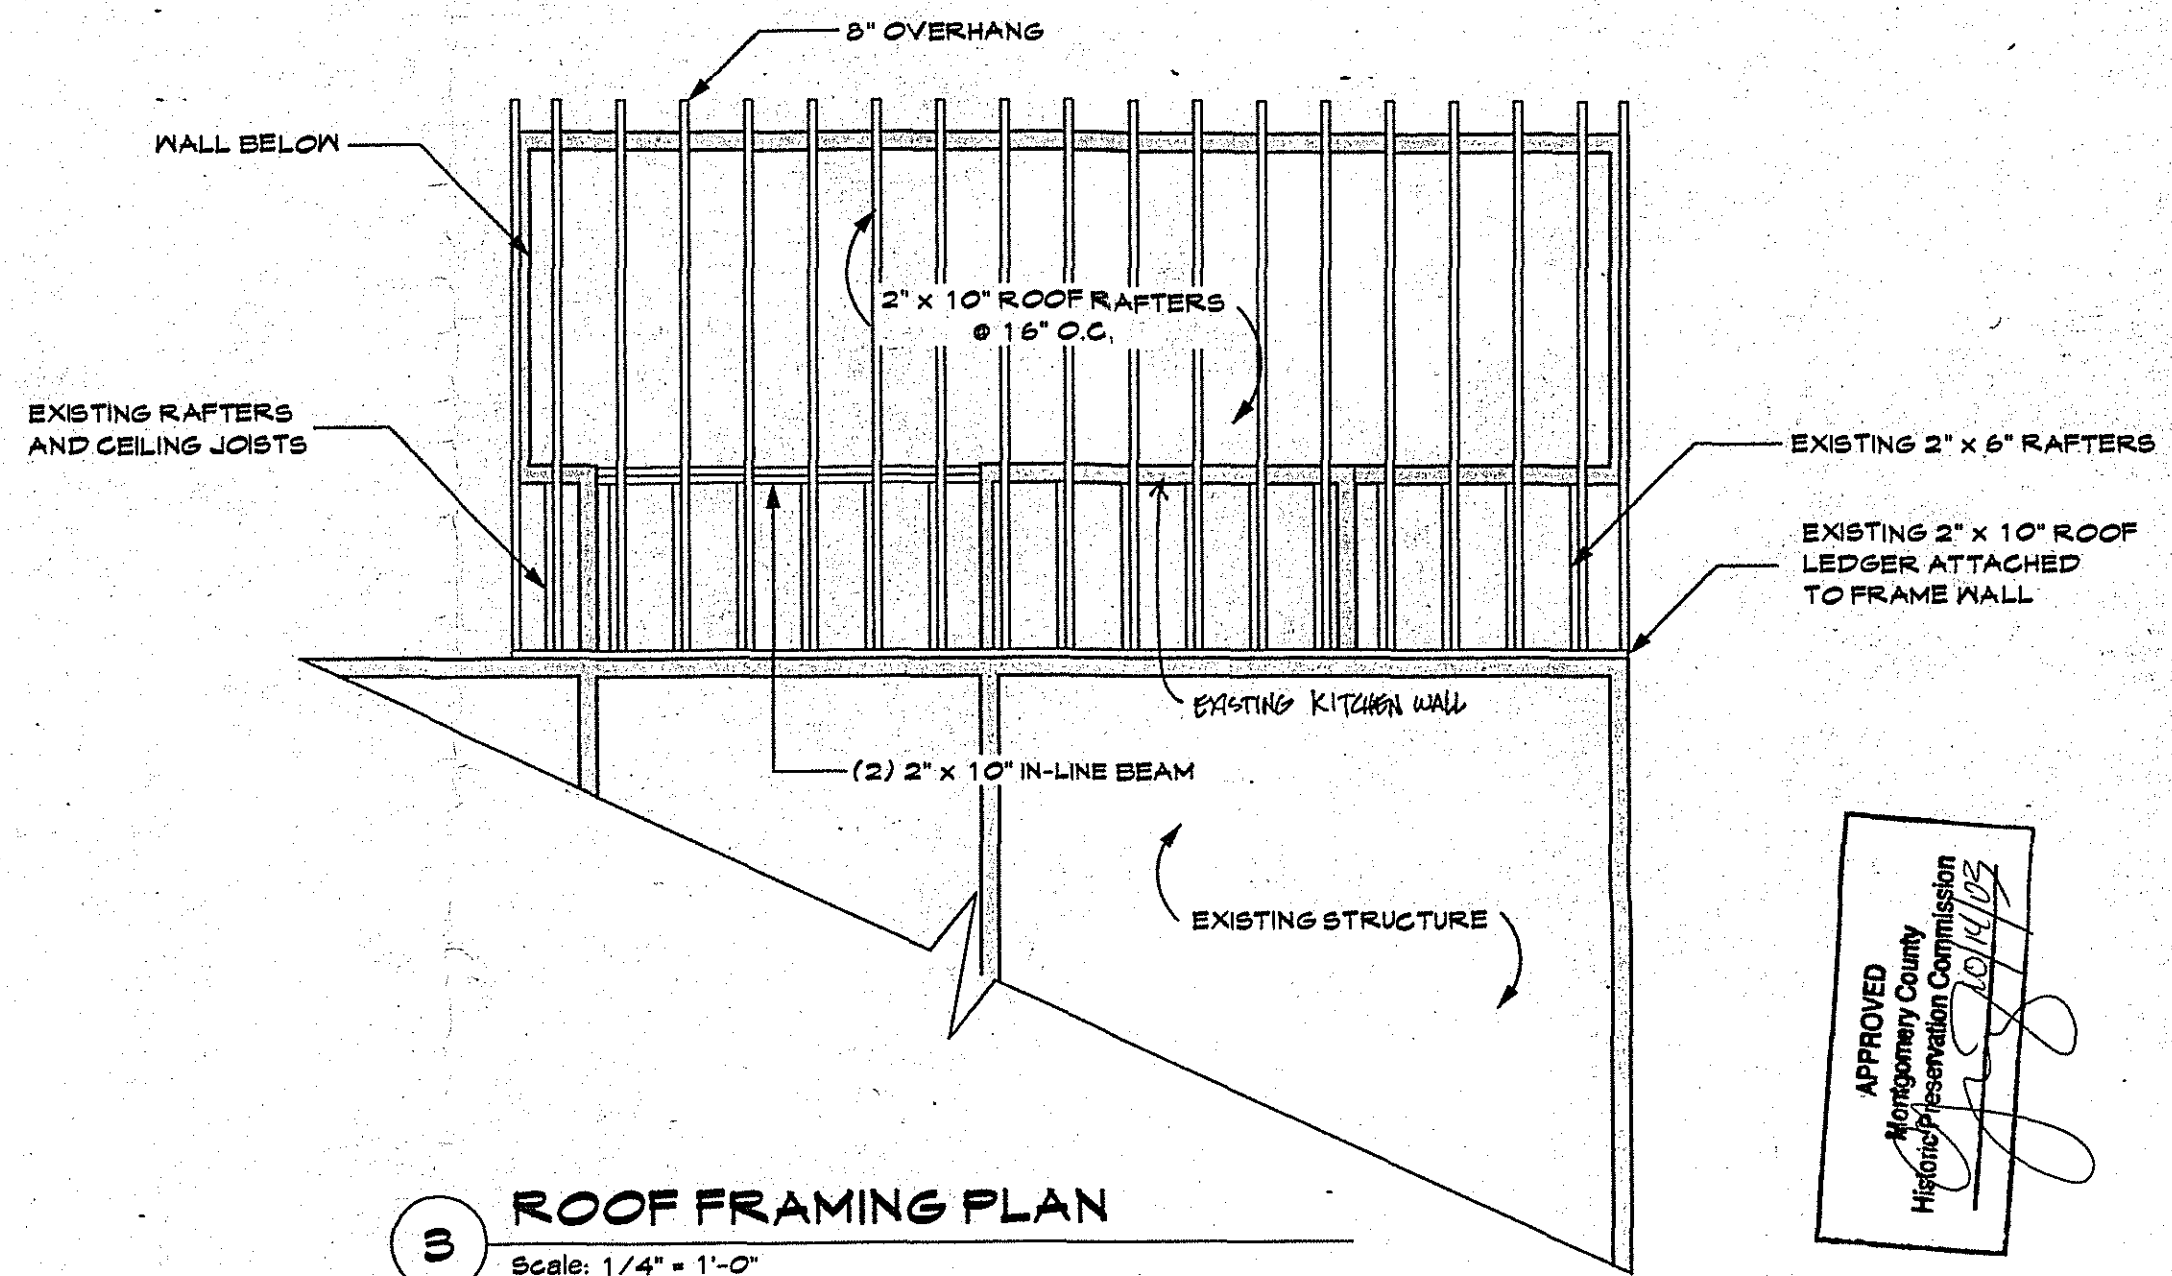 8" OVERHANG
WALL BELOW
2" x 10" ROOF RAFTERS
@ 16" O.C.
EXISTING RAFTERS
AND CEILING JOISTS
EXISTING 2" x 6" RAFTERS
EXISTING 2" x 10" ROOF
LEDGER ATTACHED
TO FRAME WALL
EXISTING KITCHEN WALL
(2) 2" x 10" IN-LINE BEAM
EXISTING STRUCTURE
APPROVED
Montgomery County
Historic Preservation Commission
10/14/03
3
ROOF FRAMING PLAN
Scale: 1/4" = 1'-0"